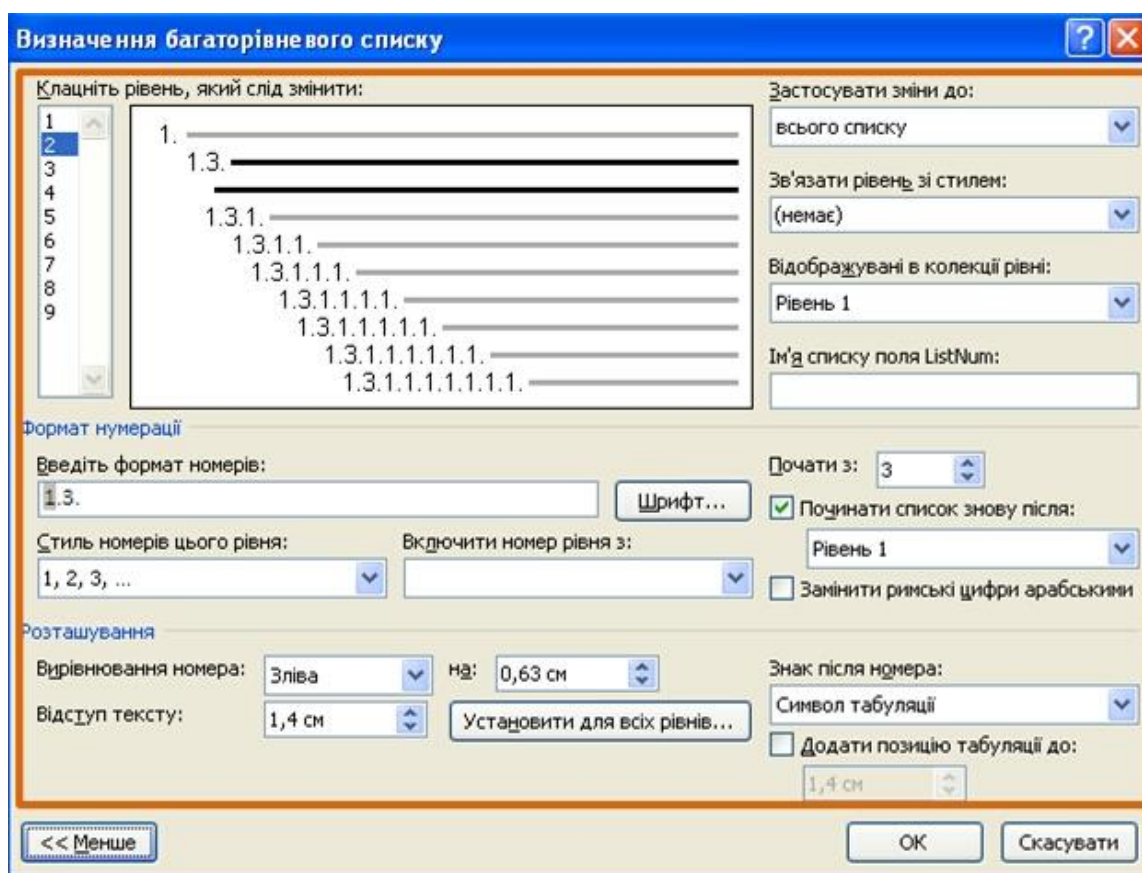 Визначення багаторівневого списку
Клацніть рівень, який слід змінити:
1
2
3
4
5
6
7
8
9
1.
1.3.
1.3.1.
1.3.1.1.
1.3.1.1.1.
1.3.1.1.1.1.
1.3.1.1.1.1.1.
1.3.1.1.1.1.1.1.
1.3.1.1.1.1.1.1.1.
Застосувати зміни до:
всього списку
Зв'язати рівень зі стилем:
(немає)
Відображувані в колекції рівні:
Рівень 1
Ім'я списку поля ListNum:
Формат нумерації
Введіть формат номерів:
1.3.
Шрифт...
Почати з: 3
Починати список знову після:
Рівень 1
Стиль номерів цього рівня:
1, 2, 3, ...
Включити номер рівня з:
Замінити римські цифри арабськими
Розташування
Вирівнювання номера: Зліва на: 0,63 см
Відступ тексту: 1,4 см Установити для всіх рівнів...
Знак після номера:
Символ табуляції
Додати позицію табуляції до:
1,4 см
<< Менше OK Скасувати